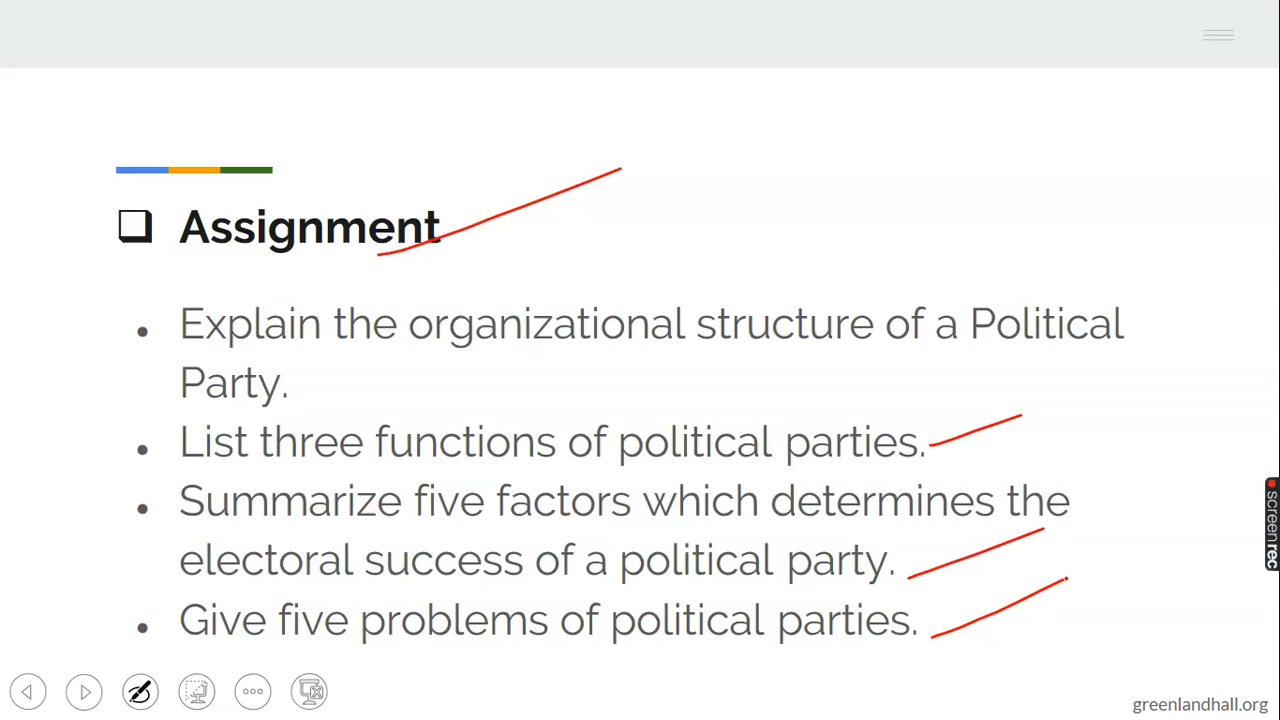 Assignment
Explain the organizational structure of a Political
Party.
List three functions of political parties.
Summarize five factors which determines the
electoral success of a political party.
Give five problems of political parties.
screenrec
greenlandhall.org